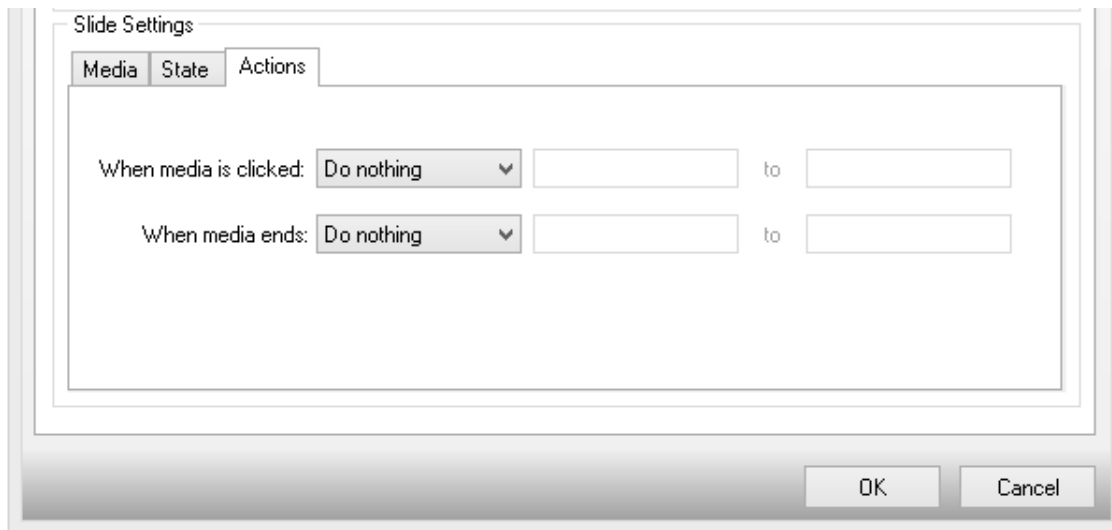 Slide Settings
Media State Actions
When media is clicked: Do nothing to
When media ends: Do nothing to
OK Cancel